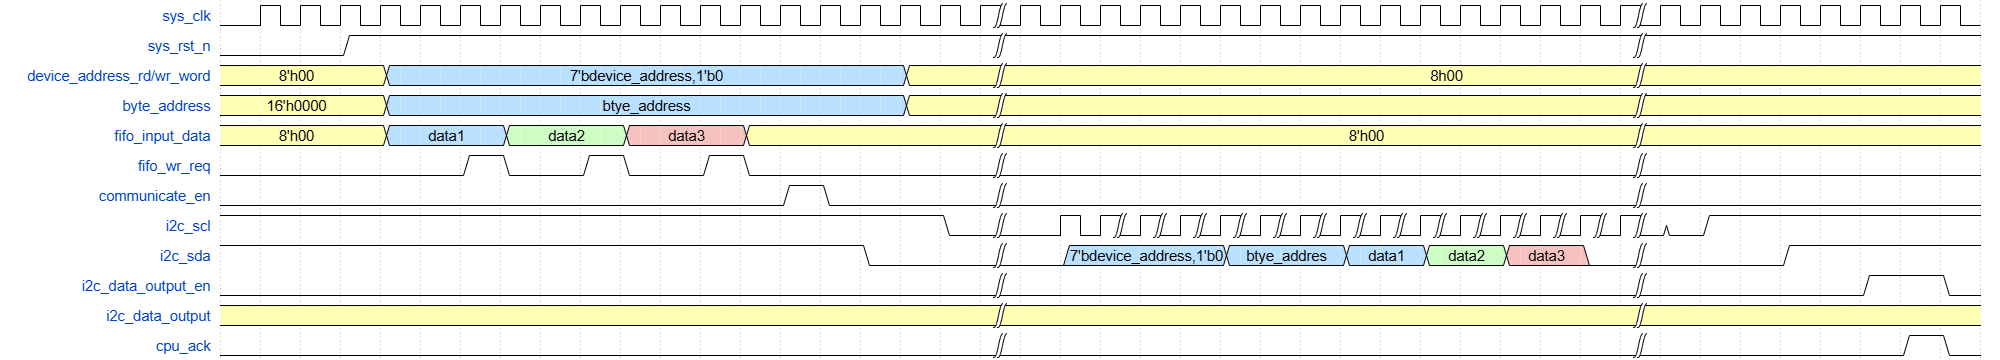 sys_clk
sys_rst_n
device_address_rd/wr_word 8'h00 7'bdevice_address,1'b0 8h00
byte_address 16'h0000 btye_address
fifo_input_data 8'h00 data1 data2 data3 8'h00
fifo_wr_req
communicate_en
i2c_scl
i2c_sda 7'bdevice_address,1'b0 btye_addres data1 data2 data3
i2c_data_output_en
i2c_data_output
cpu_ack